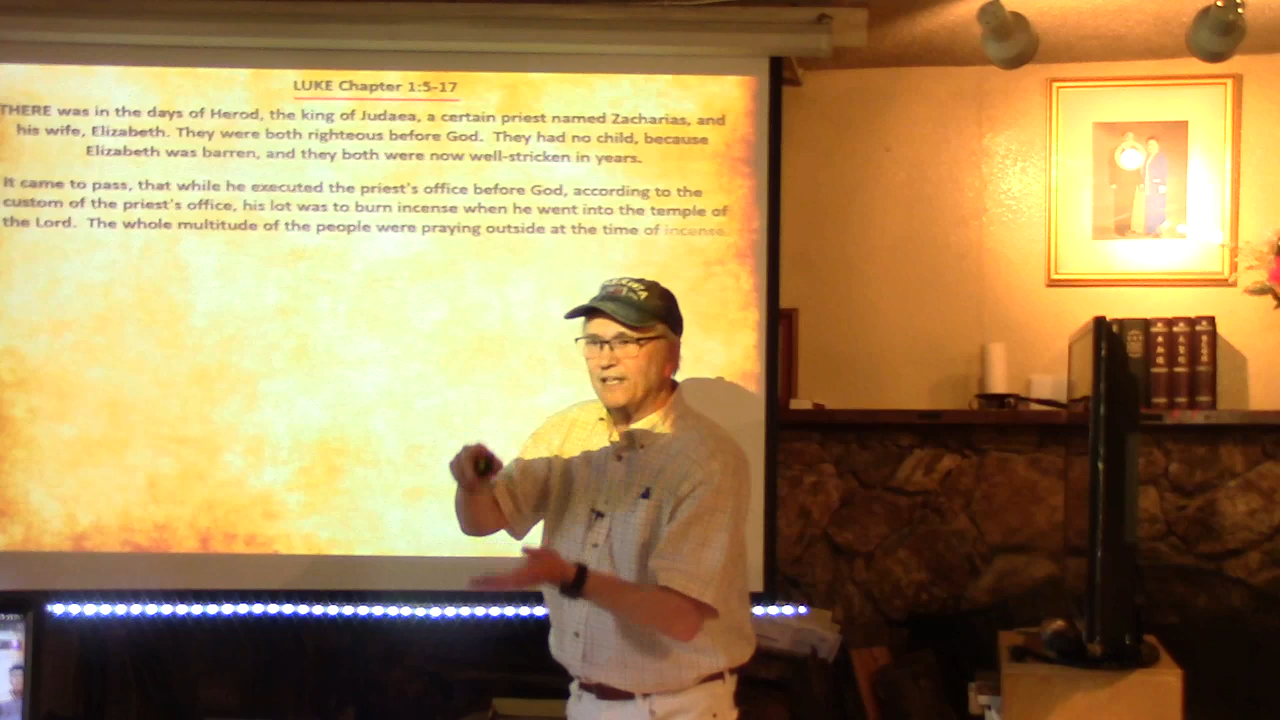 LUKE Chapter 1:5-17
THERE was in the days of Herod, the king of Judaea, a certain priest named Zacharias, and
his wife, Elizabeth. They were both righteous before God. They had no child, because
Elizabeth was barren, and they both were now well-stricken in years.
It came to pass, that while he executed the priest's office before God, according to the
custom of the priest's office, his lot was to burn incense when he went into the temple of
the Lord. The whole multitude of the people were praying outside at the time of incense.